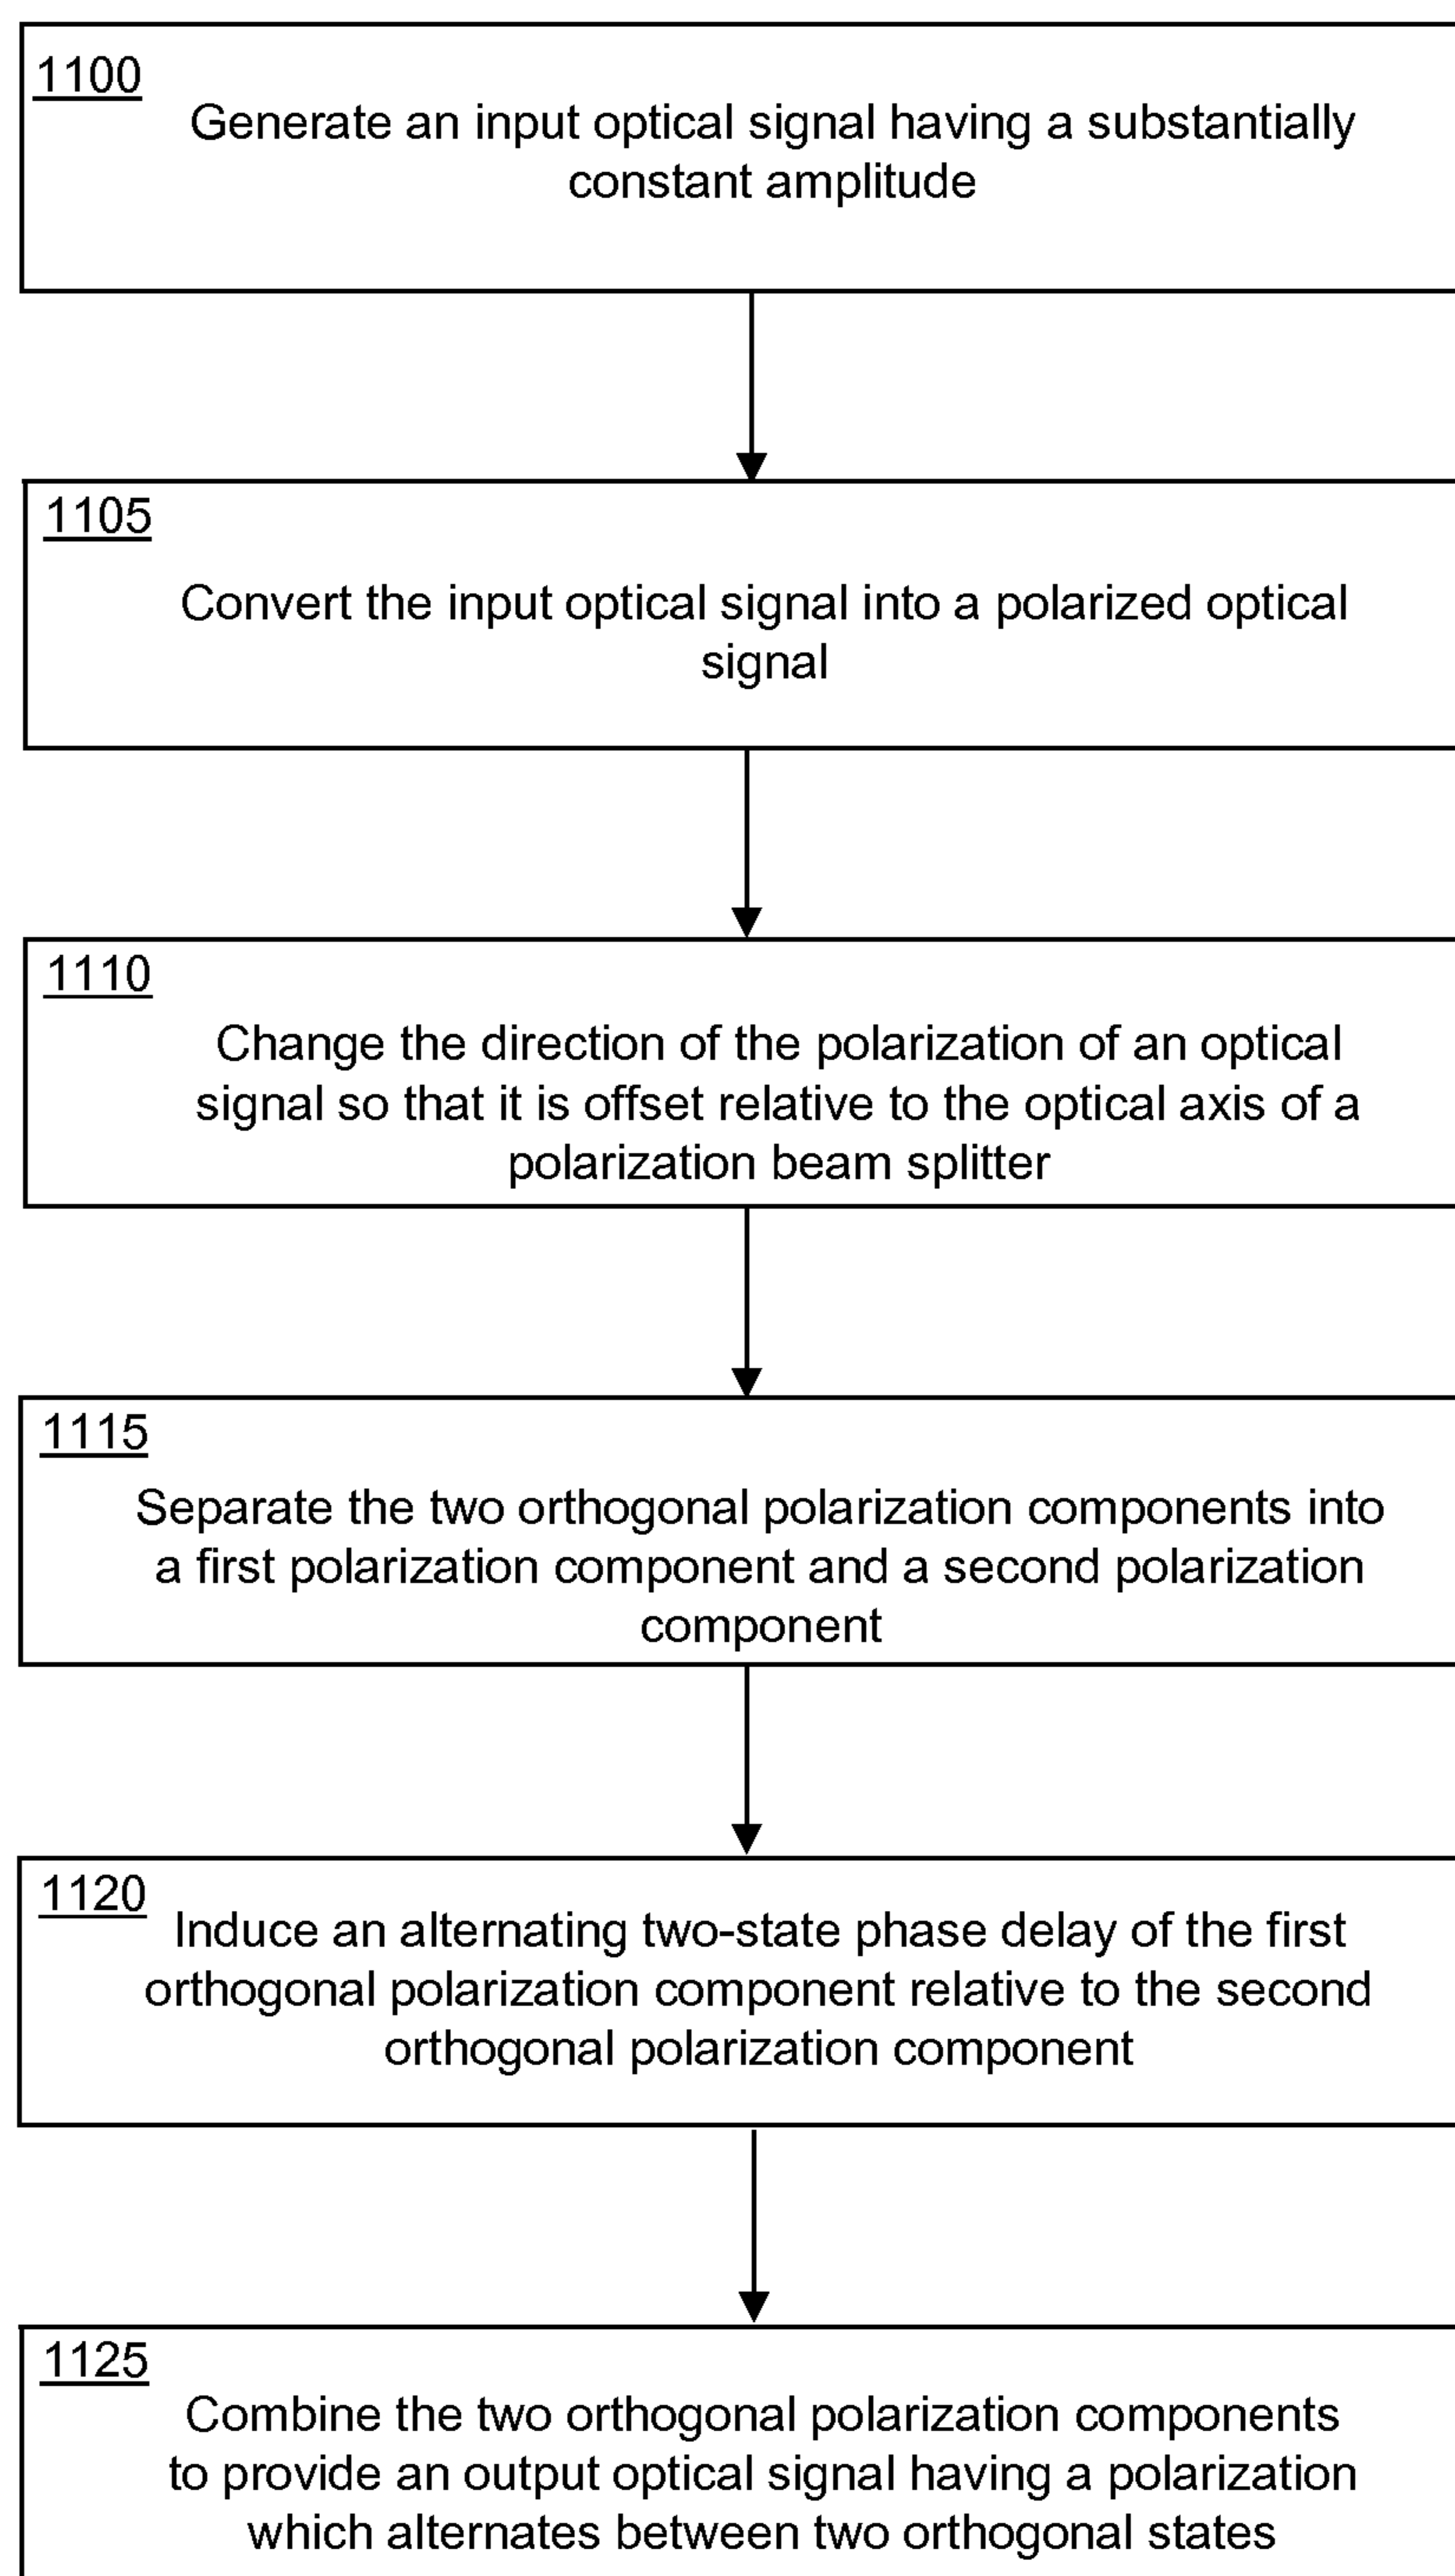 1100
Generate an input optical signal having a substantially
constant amplitude
1105
Convert the input optical signal into a polarized optical
signal
1110
Change the direction of the polarization of an optical
signal so that it is offset relative to the optical axis of a
polarization beam splitter
1115
Separate the two orthogonal polarization components into
a first polarization component and a second polarization
component
1120
Induce an alternating two-state phase delay of the first
orthogonal polarization component relative to the second
orthogonal polarization component
1125
Combine the two orthogonal polarization components
to provide an output optical signal having a polarization
which alternates between two orthogonal states